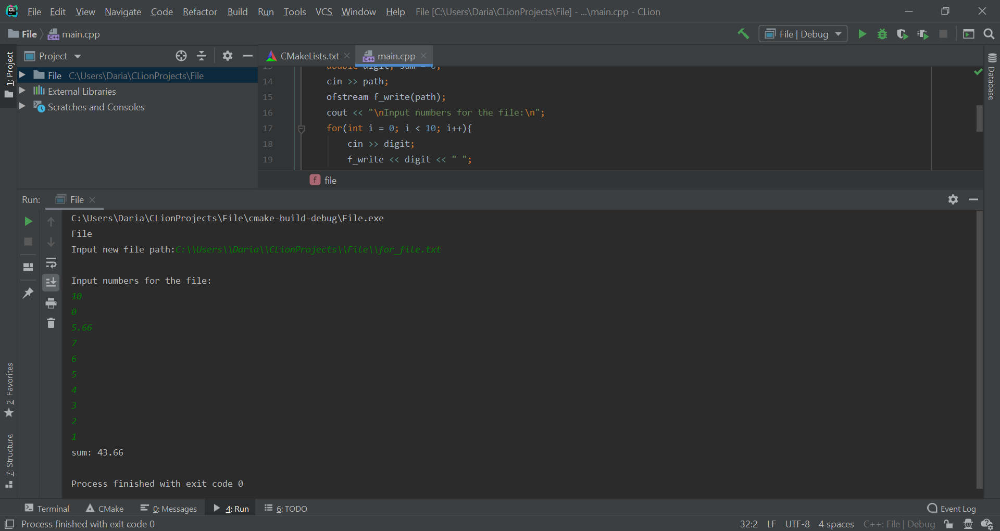 File Edit View Navigate Code Refactor Build Run Tools VCS Window Help File [C:\Users\Daria\CLionProjects\File] - ...\main.cpp - CLion
File main.cpp
File | Debug
1: Project
Project
CMakeLists.txt
main.cpp
Database
File C:\Users\Daria\CLionProjects\File
External Libraries
Scratches and Consoles
13 double digit, sum = 0;
14 cin >> path;
15 ofstream f_write(path);
16 cout << "\nInput numbers for the file:\n";
17 for(int i = 0; i < 10; i++){
18 cin >> digit;
19 f_write << digit << " ";
f file
Run: File
C:\Users\Daria\CLionProjects\File\cmake-build-debug\File.exe
File
Input new file path:C:\\Users\\Daria\\CLionProjects\\File\\for_file.txt
Input numbers for the file:
10
0
5.66
7
6
5
4
3
2
1
sum: 43.66
Process finished with exit code 0
2: Favorites
7: Structure
Terminal CMake 0: Messages 4: Run 6: TODO Event Log
Process finished with exit code 0 32:2 LF UTF-8 4 spaces C++: File | Debug